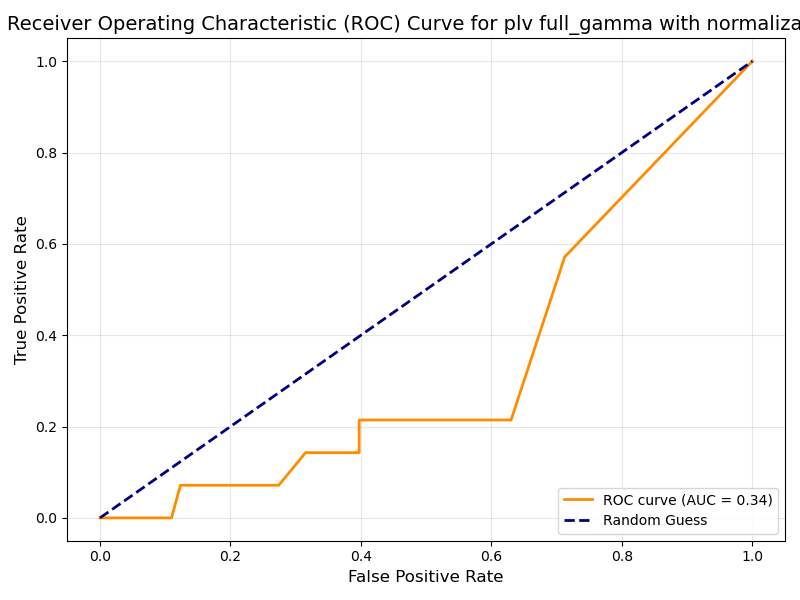 Receiver Operating Characteristic (ROC) Curve for plv full_gamma with normaliza
1.0
0.8
0.6
0.4
0.2
0.0
True Positive Rate
0.0 0.2 0.4 0.6 0.8 1.0
False Positive Rate
ROC curve (AUC = 0.34)
Random Guess